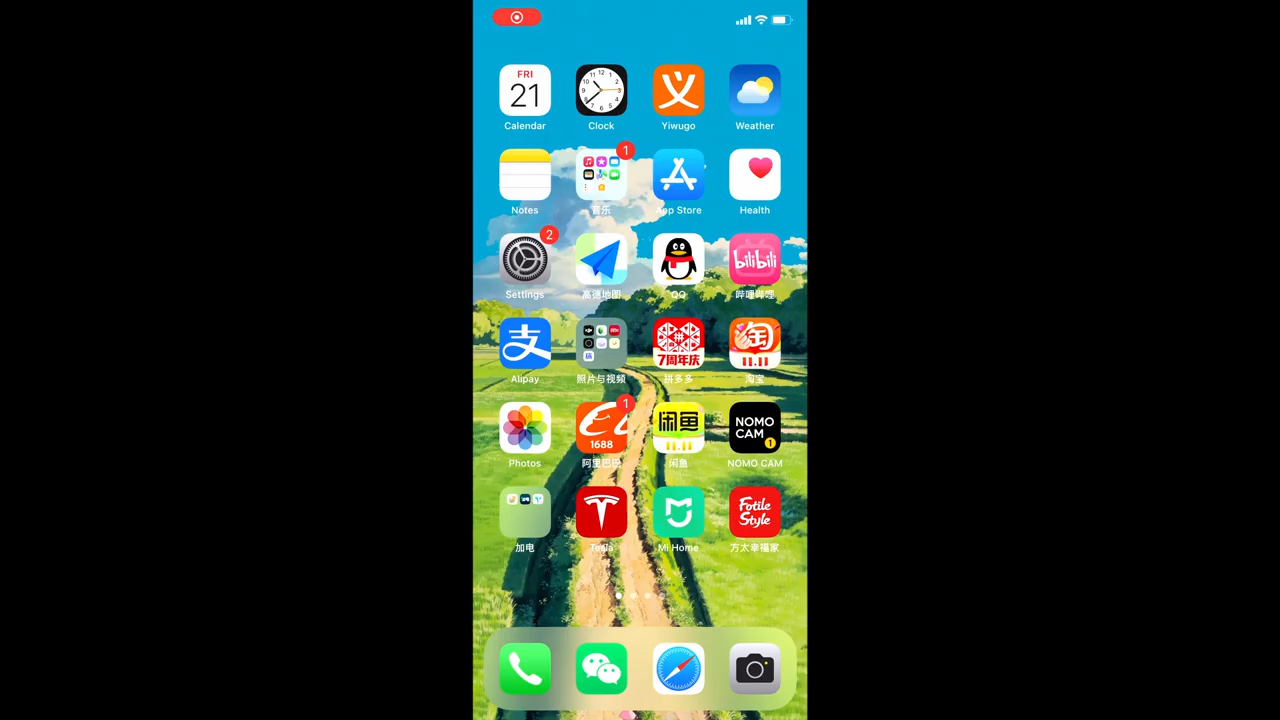 FRI
21
Calendar
Clock
Yiwugo
Weather
1
Notes
音乐
App Store
Health
2
Settings
高德地图
QQ
bilibili
哔哩哔哩
支
Alipay
照片与视频
拼
7周年庆
拼多多
淘
11.11
淘宝
Photos
1
1688
阿里巴巴
闲鱼
11.11
闲鱼
NOMO
CAM
1
NOMO CAM
加电
Tesla
Mi Home
Fotile
Style
方太幸福家